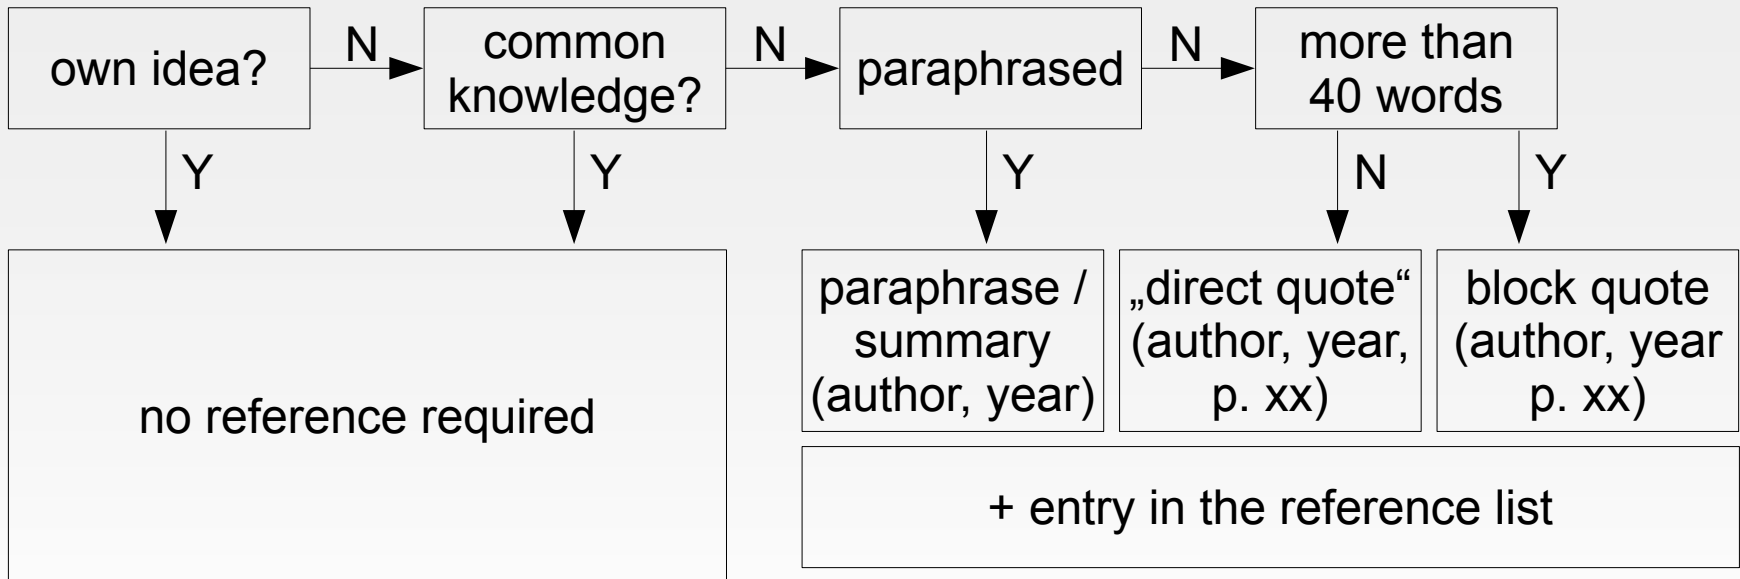 own idea?
N
common
knowledge?
N
paraphrased
N
more than
40 words
Y
Y
Y
N
Y
no reference required
paraphrase /
summary
(author, year)
„direct quote“
(author, year,
p. xx)
block quote
(author, year
p. xx)
+ entry in the reference list